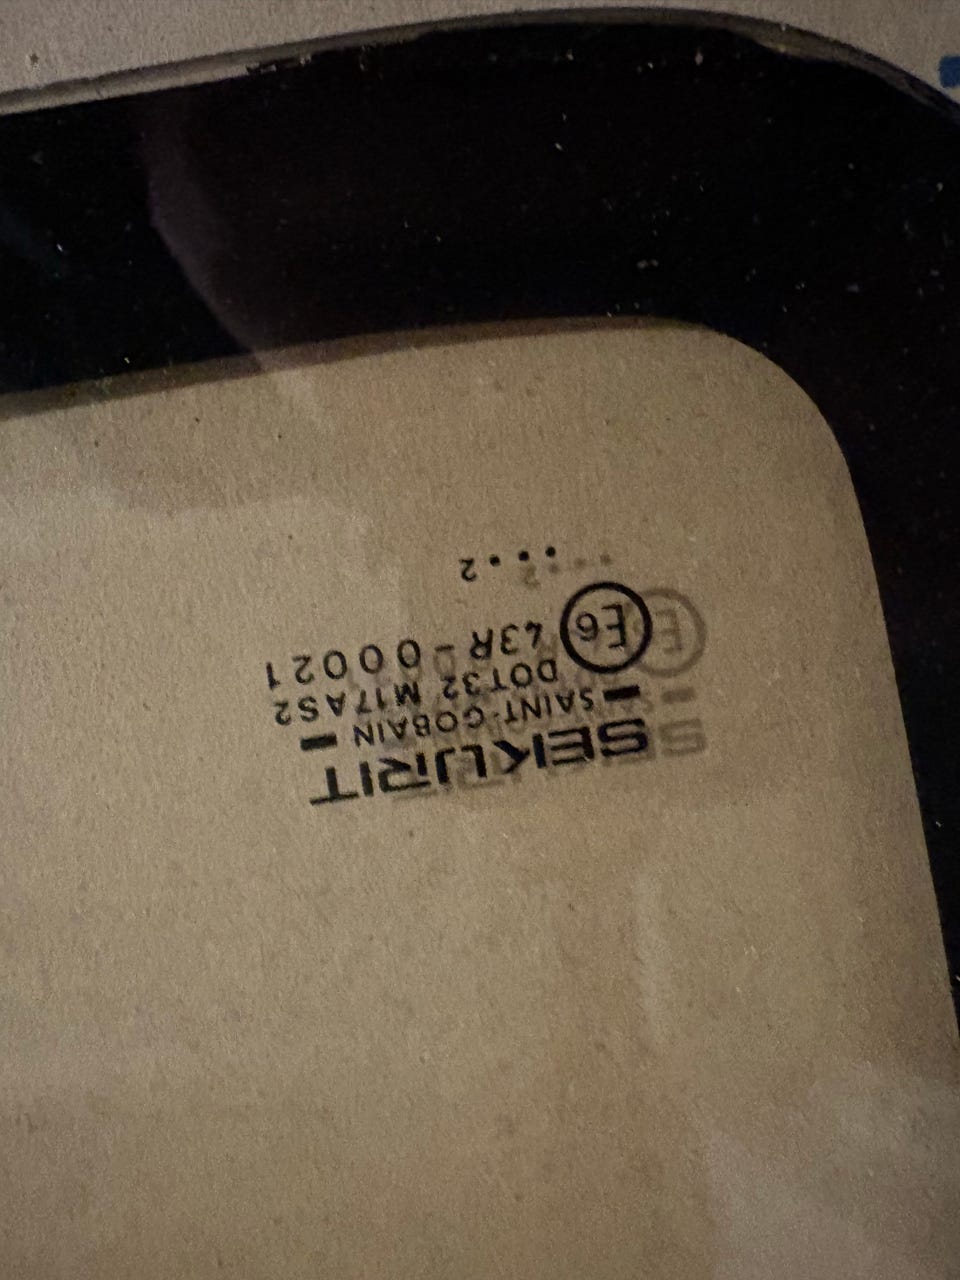 SEKURIT
SAINT-GOBAIN
DOT32 M17AS2
E6 43R-00021
....2